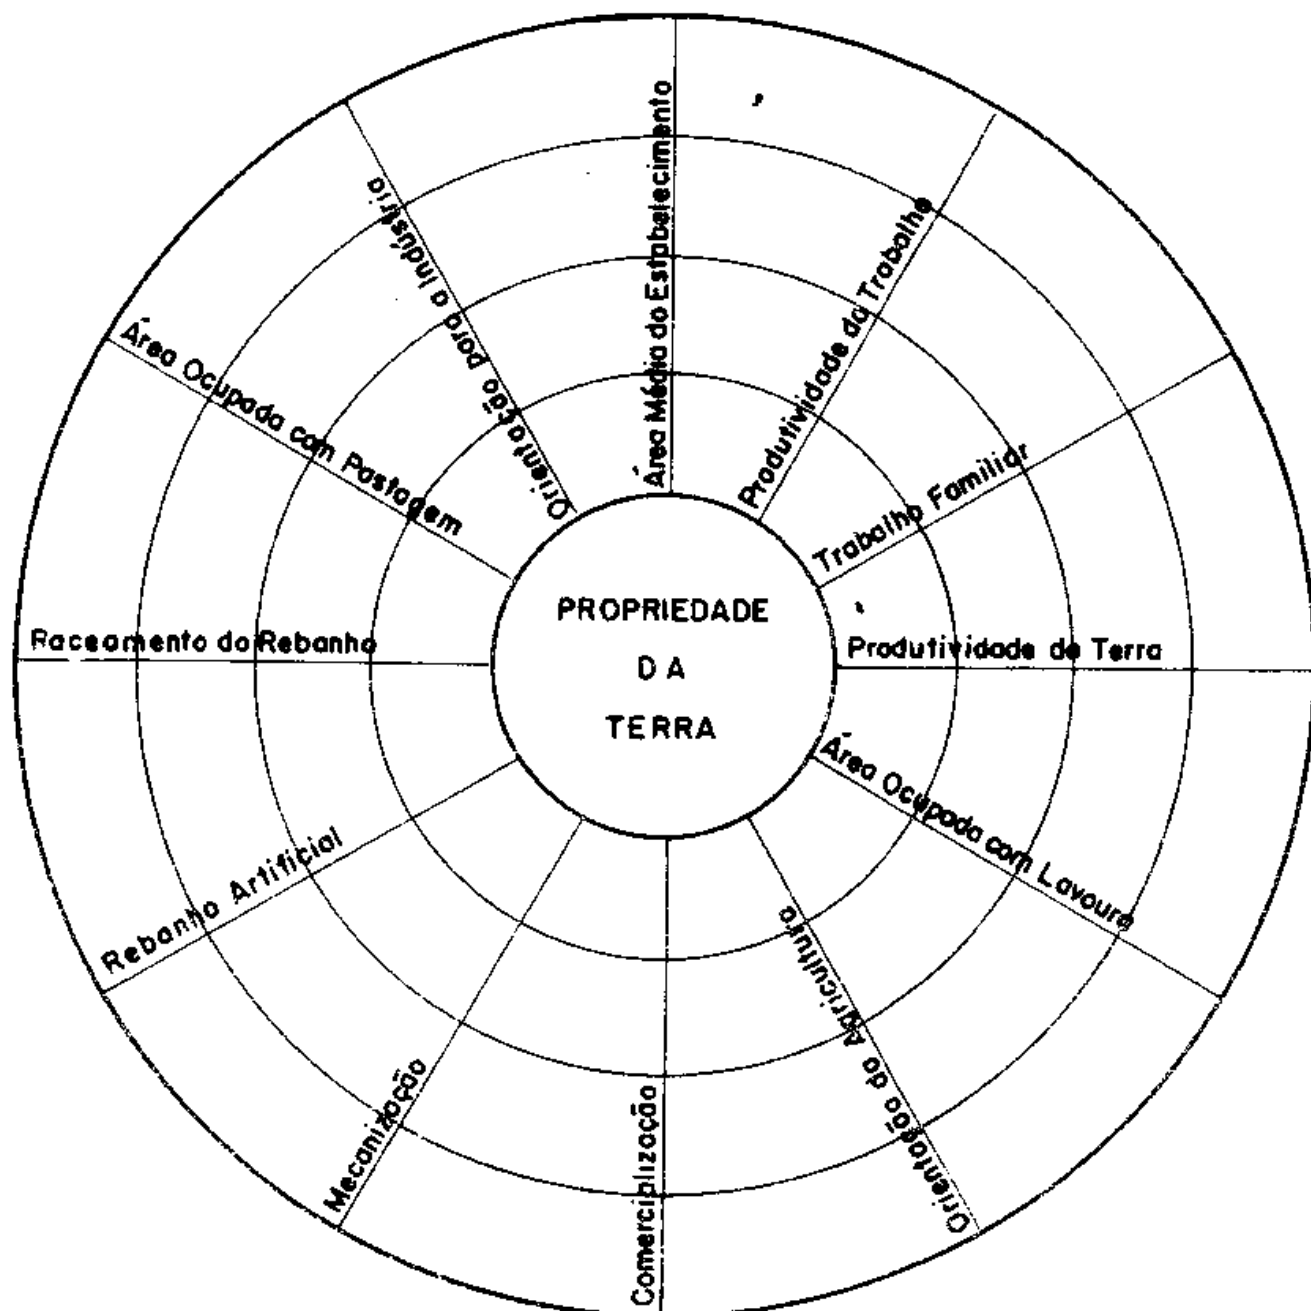 Área Média do Estabelecimento
Produtividade do Trabalho
Trabalho Familiar
Produtividade de Terra
Área Ocupada com Lavoura
Orientação da Agricultura
Comercialização
Mecanização
Rebanho Artificial
Raceamento do Rebanho
Área Ocupada com Pastagem
Orientação para a Indústria
PROPRIEDADE
DA
TERRA